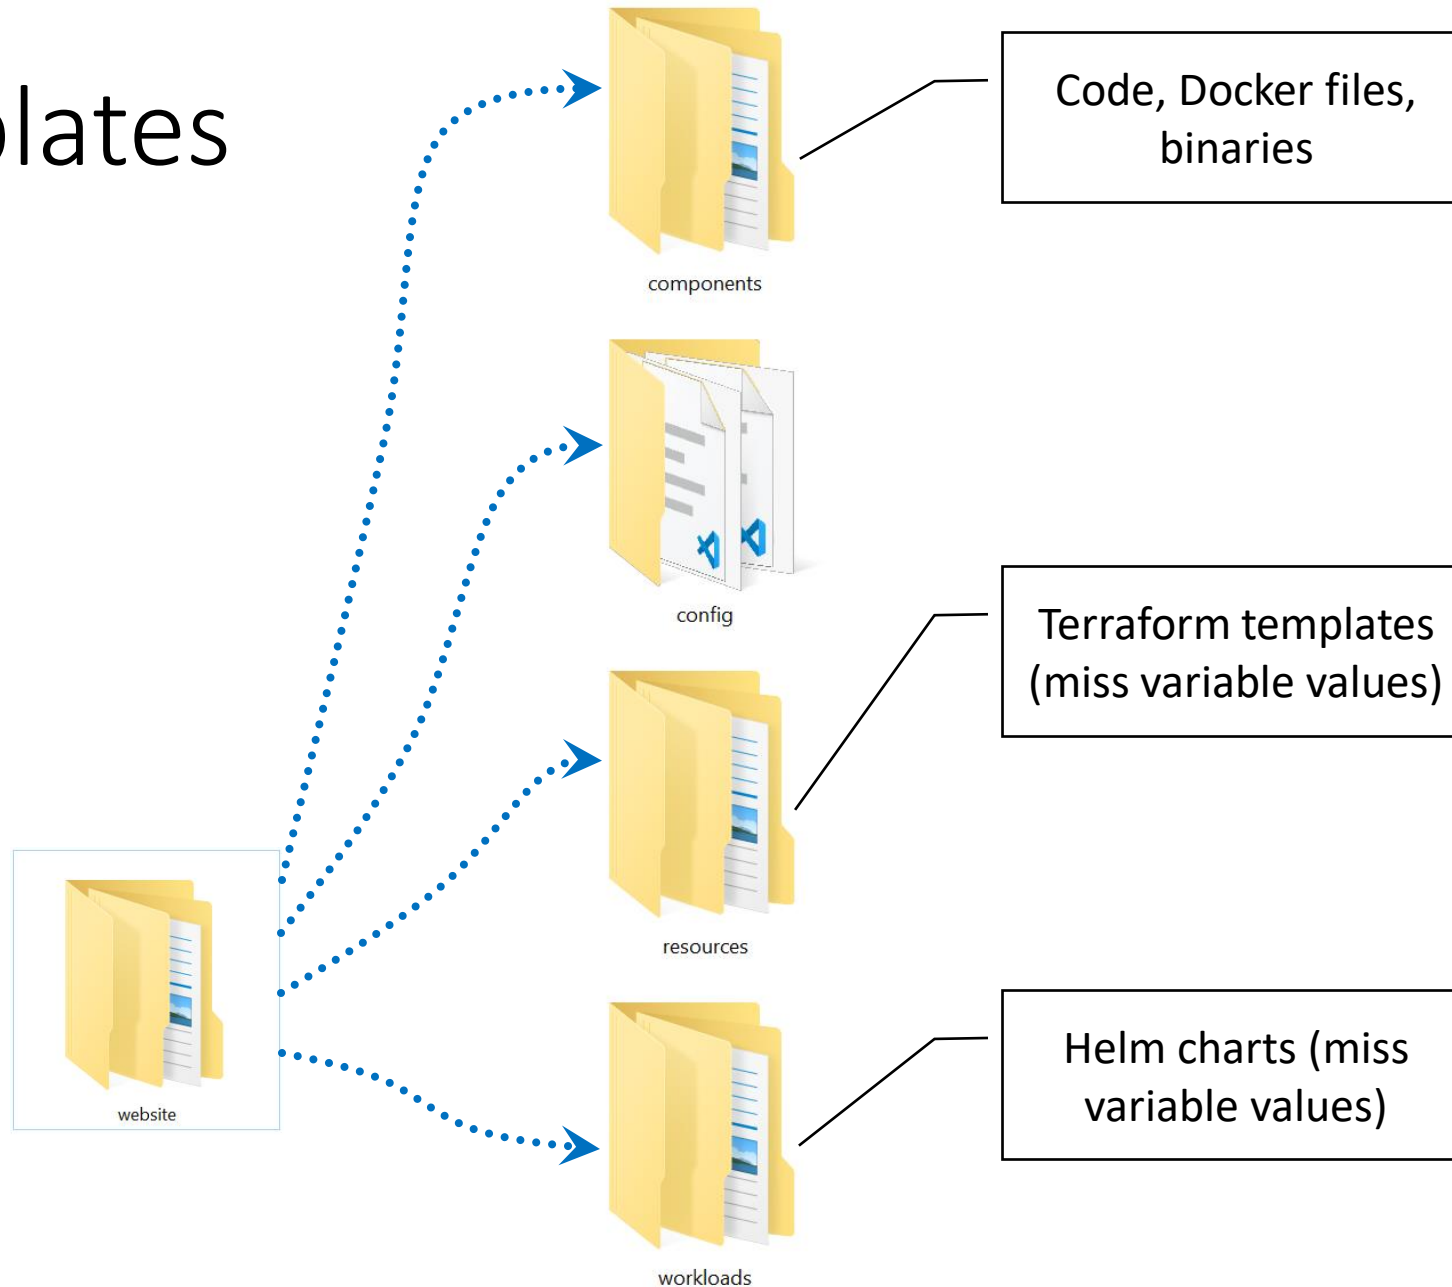 plates
Code, Docker files,
binaries
components
config
Terraform templates
(miss variable values)
resources
Helm charts (miss
variable values)
website
workloads